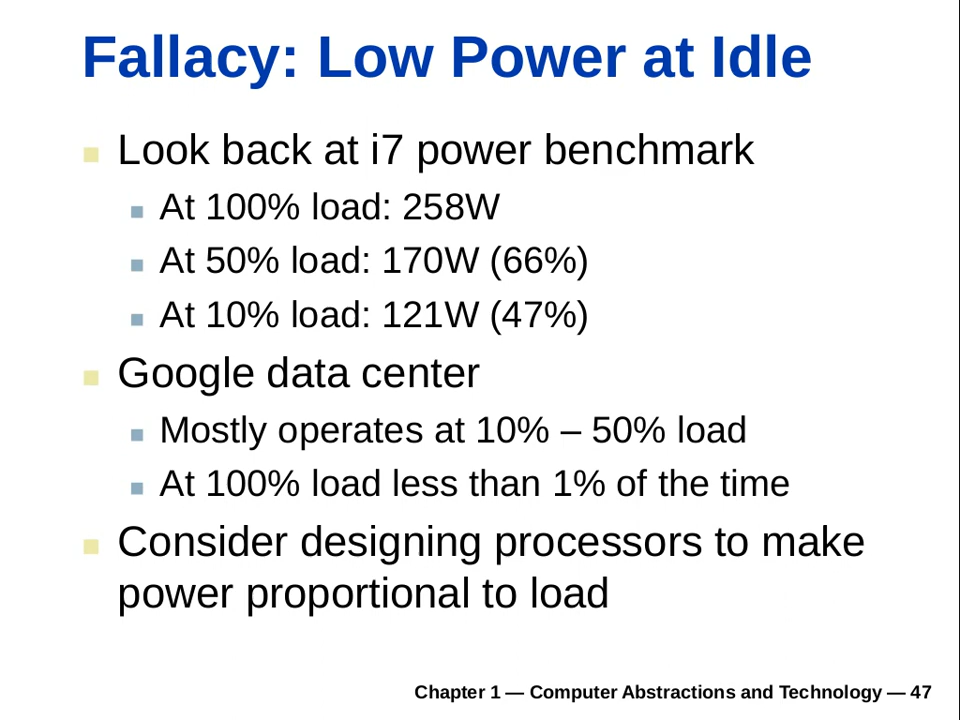 Fallacy: Low Power at Idle
Look back at i7 power benchmark
At 100% load: 258W
At 50% load: 170W (66%)
At 10% load: 121W (47%)
Google data center
Mostly operates at 10% – 50% load
At 100% load less than 1% of the time
Consider designing processors to make
power proportional to load
Chapter 1 — Computer Abstractions and Technology — 47